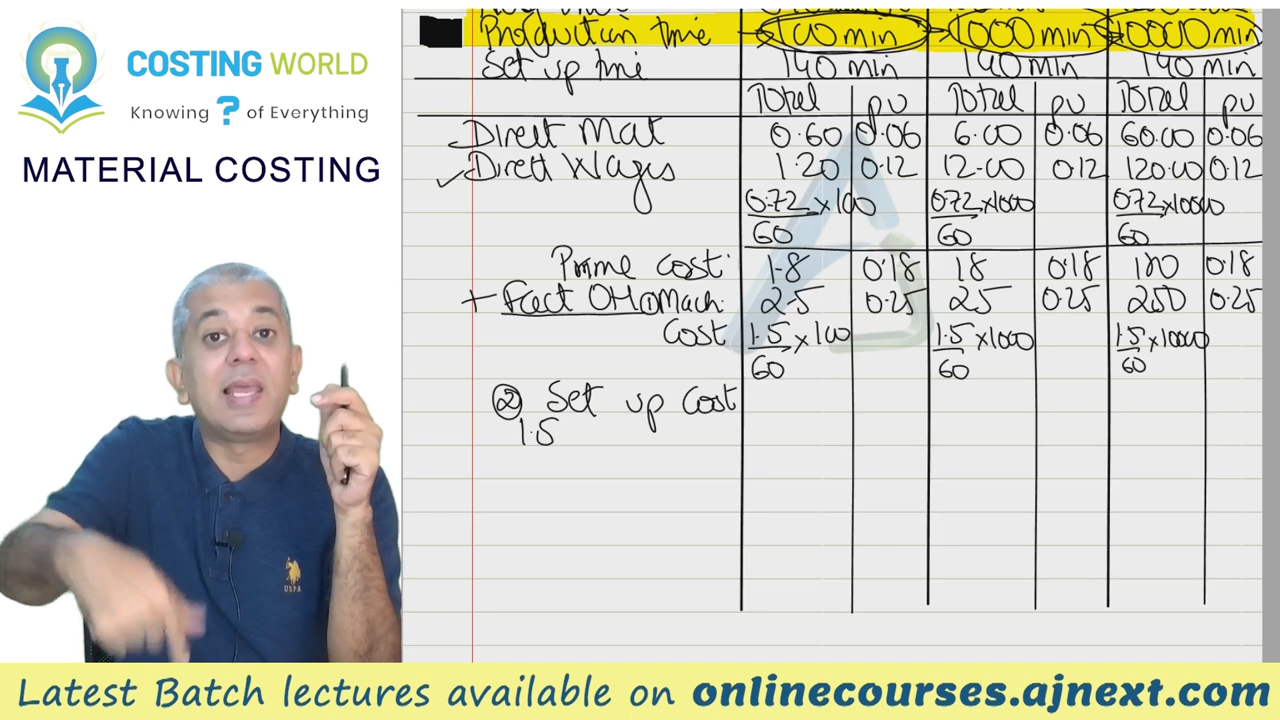 COSTING WORLD
Knowing ? of Everything
MATERIAL COSTING
Production time → 100 min → 1000 min → 10000 min
Set up time 140 min 140 min 140 min
Total pu Total pu Total pu
Direct Mat 0.60 0.06 6.00 0.06 60.00 0.06
Direct Wages 1.20 0.12 12.00 0.12 120.00 0.12
0.72 × 100 0.72 × 1000 0.72 × 10000
60 60 60
Prime cost: 1.8 0.18 18 0.18 180 0.18
+ Fact OH ① Mach. 2.5 0.25 25 0.25 250 0.25
Cost 1.5 × 100 1.5 × 1000 1.5 × 10000
60 60 60
② Set up Cost
1.5
USPA
Latest Batch lectures available on onlinecourses.ajnext.com